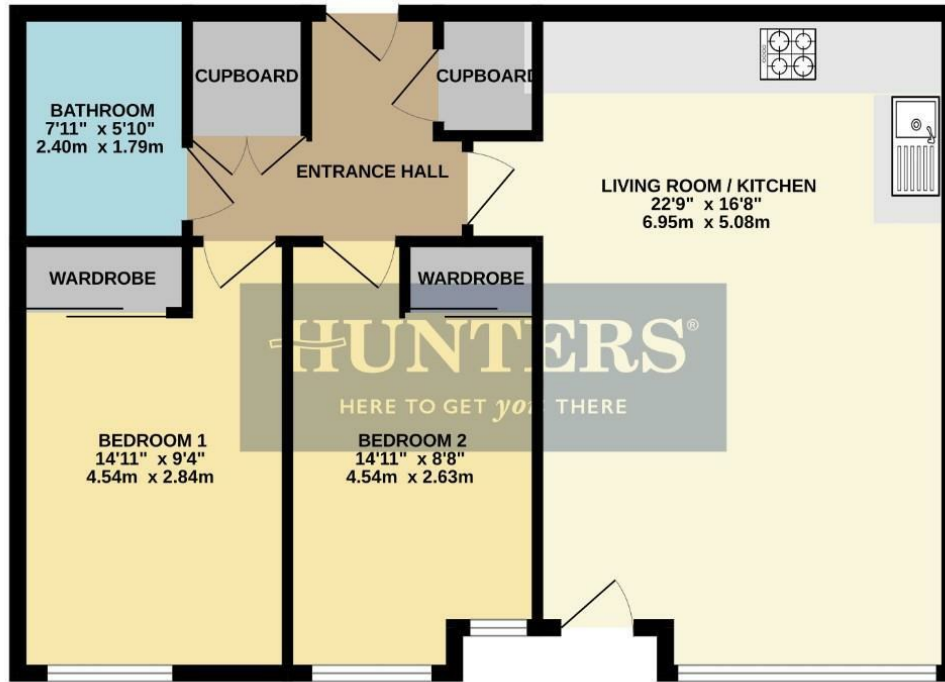 CUPBOARD
CUPBOARD
BATHROOM
7'11" x 5'10"
2.40m x 1.79m
ENTRANCE HALL
LIVING ROOM / KITCHEN
22'9" x 16'8"
6.95m x 5.08m
WARDROBE
WARDROBE
HUNTERS®
HERE TO GET you THERE
BEDROOM 1
14'11" x 9'4"
4.54m x 2.84m
BEDROOM 2
14'11" x 8'8"
4.54m x 2.63m